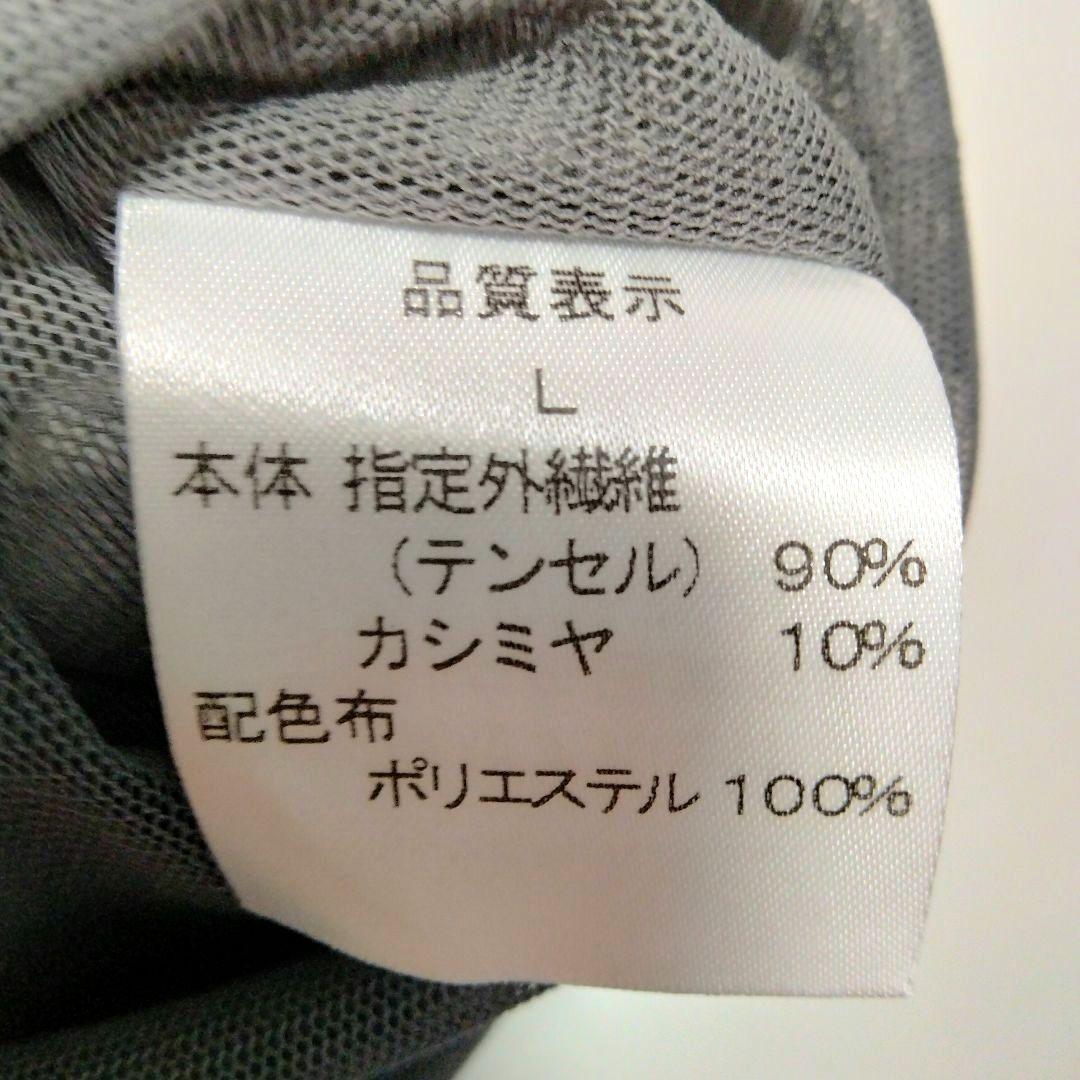 品質表示
L
本体 指定外繊維
(テンセル) 90%
カシミヤ 10%
配色布
ポリエステル 100%